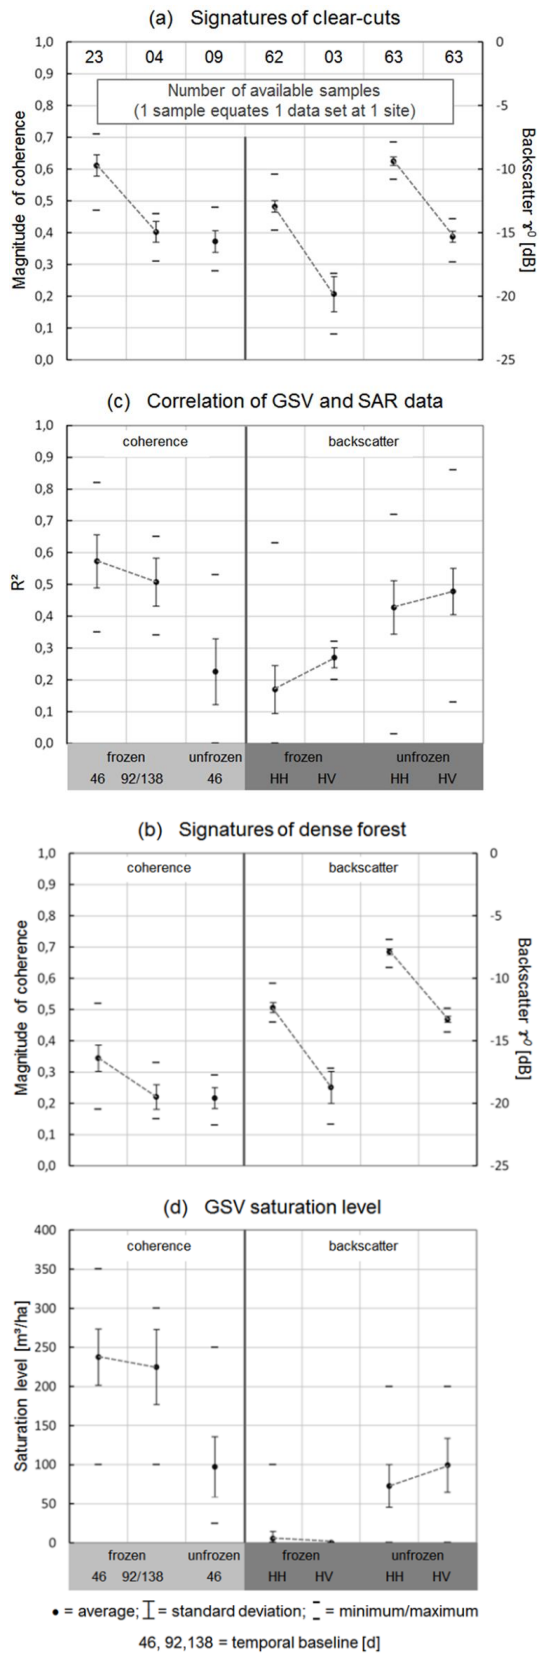 (a) Signatures of clear-cuts
1,0
0,9
0,8
0,7
0,6
0,5
0,4
0,3
0,2
0,1
0,0
Magnitude of coherence
23 04 09 62 03 63 63
Number of available samples
(1 sample equates 1 data set at 1 site)
0
-5
-10
-15
-20
-25
Backscatter γ⁰ [dB]
(c) Correlation of GSV and SAR data
1,0
0,9
0,8
0,7
0,6
0,5
0,4
0,3
0,2
0,1
0,0
R²
coherence backscatter
frozen unfrozen frozen unfrozen
46 92/138 46 HH HV HH HV
(b) Signatures of dense forest
1,0
0,9
0,8
0,7
0,6
0,5
0,4
0,3
0,2
0,1
0,0
Magnitude of coherence
coherence backscatter
0
-5
-10
-15
-20
-25
Backscatter γ⁰ [dB]
(d) GSV saturation level
400
350
300
250
200
150
100
50
0
Saturation level [m³/ha]
coherence backscatter
frozen unfrozen frozen unfrozen
46 92/138 46 HH HV HH HV
• = average; = standard deviation; = minimum/maximum
46, 92,138 = temporal baseline [d]